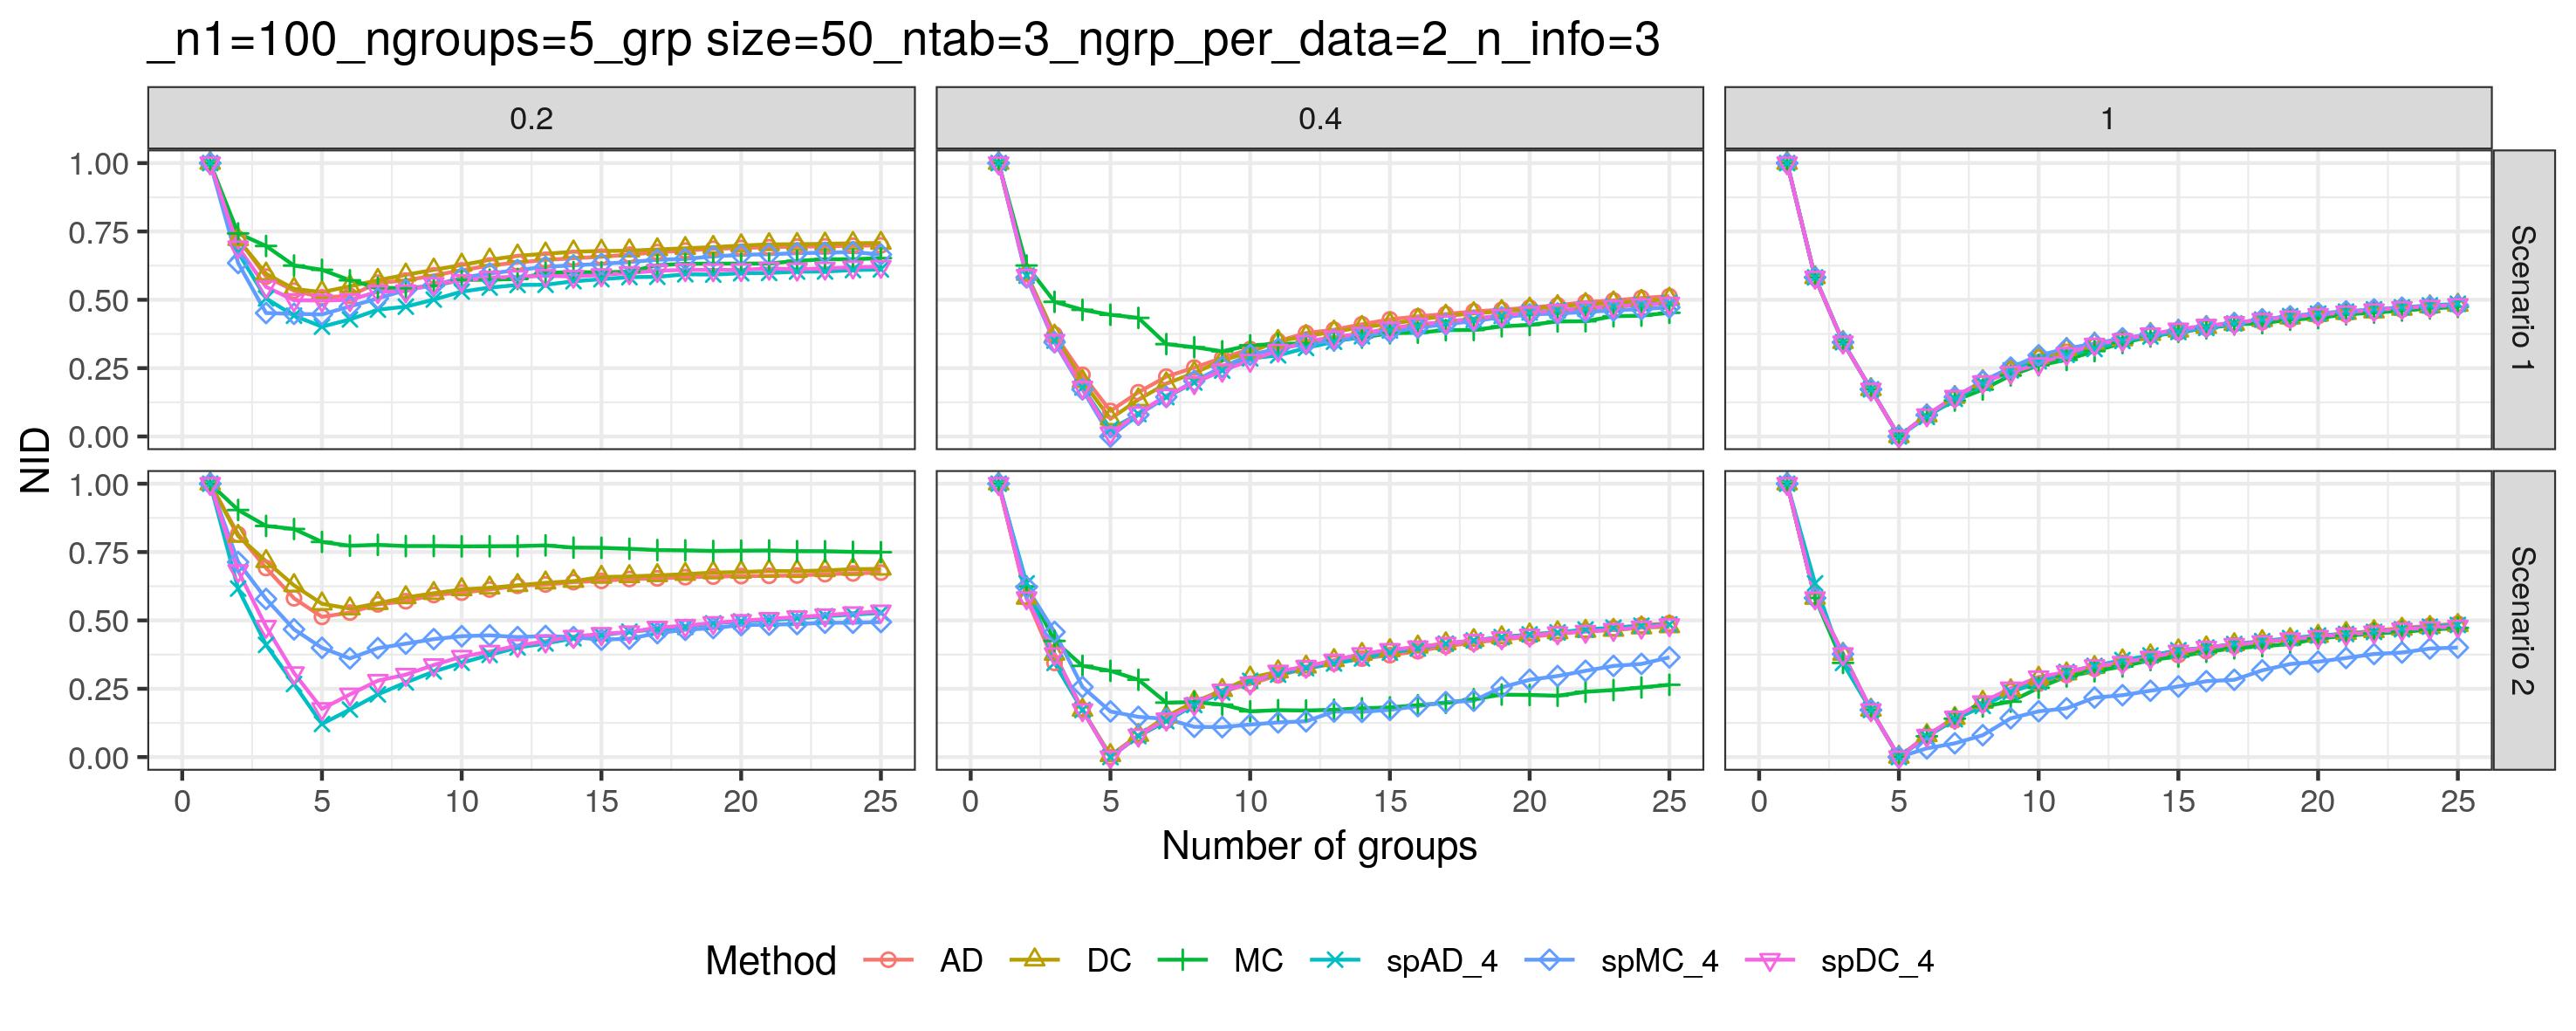 _n1=100_ngroups=5_grp size=50_ntab=3_ngrp_per_data=2_n_info=3
0.2 0.4 1
1.00
0.75
0.50
0.25
0.00
Scenario 1
1.00
0.75
0.50
0.25
0.00
Scenario 2
NID
0 5 10 15 20 25 0 5 10 15 20 25 0 5 10 15 20 25
Number of groups
Method AD DC MC spAD_4 spMC_4 spDC_4